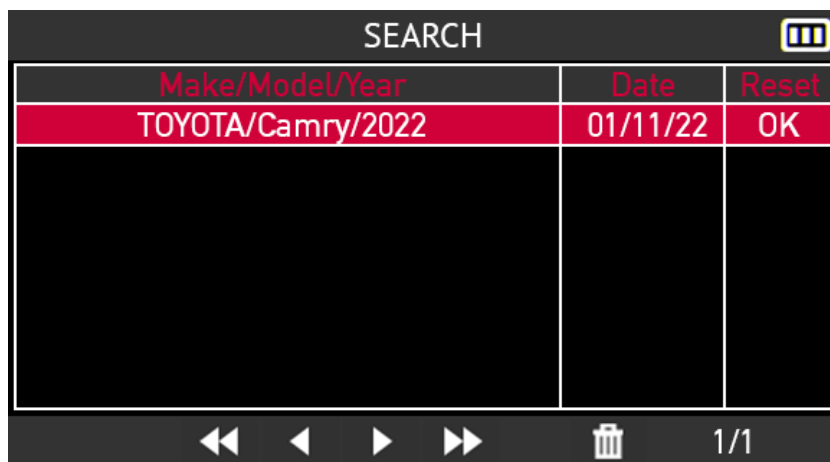 SEARCH
Make/Model/Year Date Reset
TOYOTA/Camry/2022 01/11/22 OK
1/1